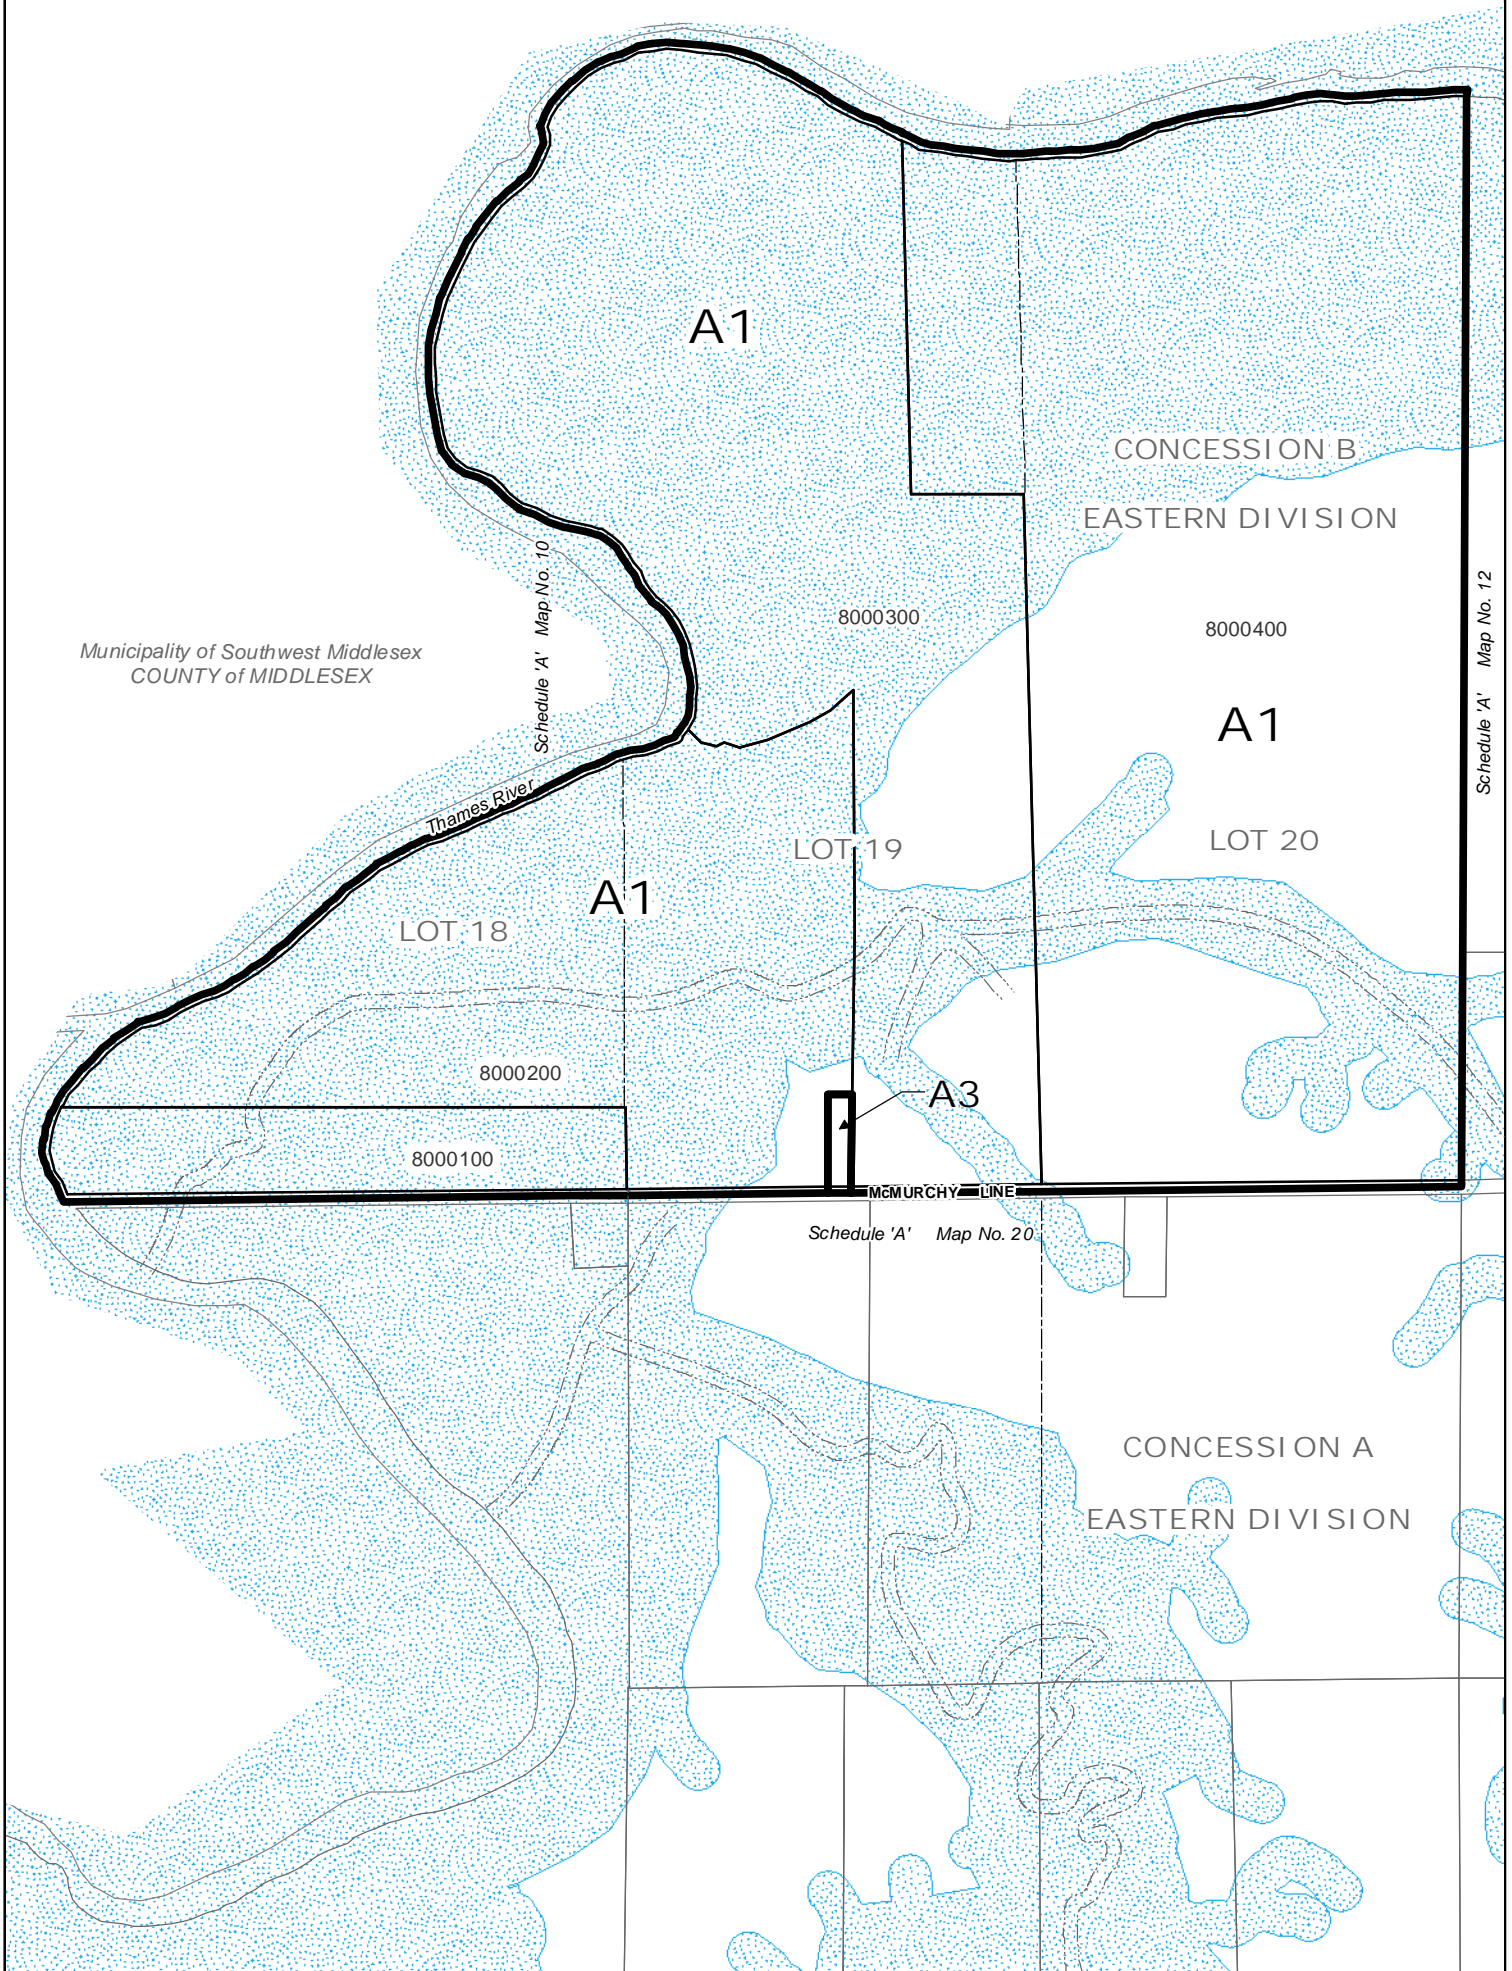 A1
CONCESSION B
EASTERN DIVISION
Schedule 'A' Map No. 10
8000300
8000400
Schedule 'A' Map No. 12
Municipality of Southwest Middlesex
COUNTY of MIDDLESEX
A1
Thames River
LOT 19
LOT 20
A1
LOT 18
8000200
A3
8000100
McMURCHY LINE
Schedule 'A' Map No. 20
CONCESSION A
EASTERN DIVISION